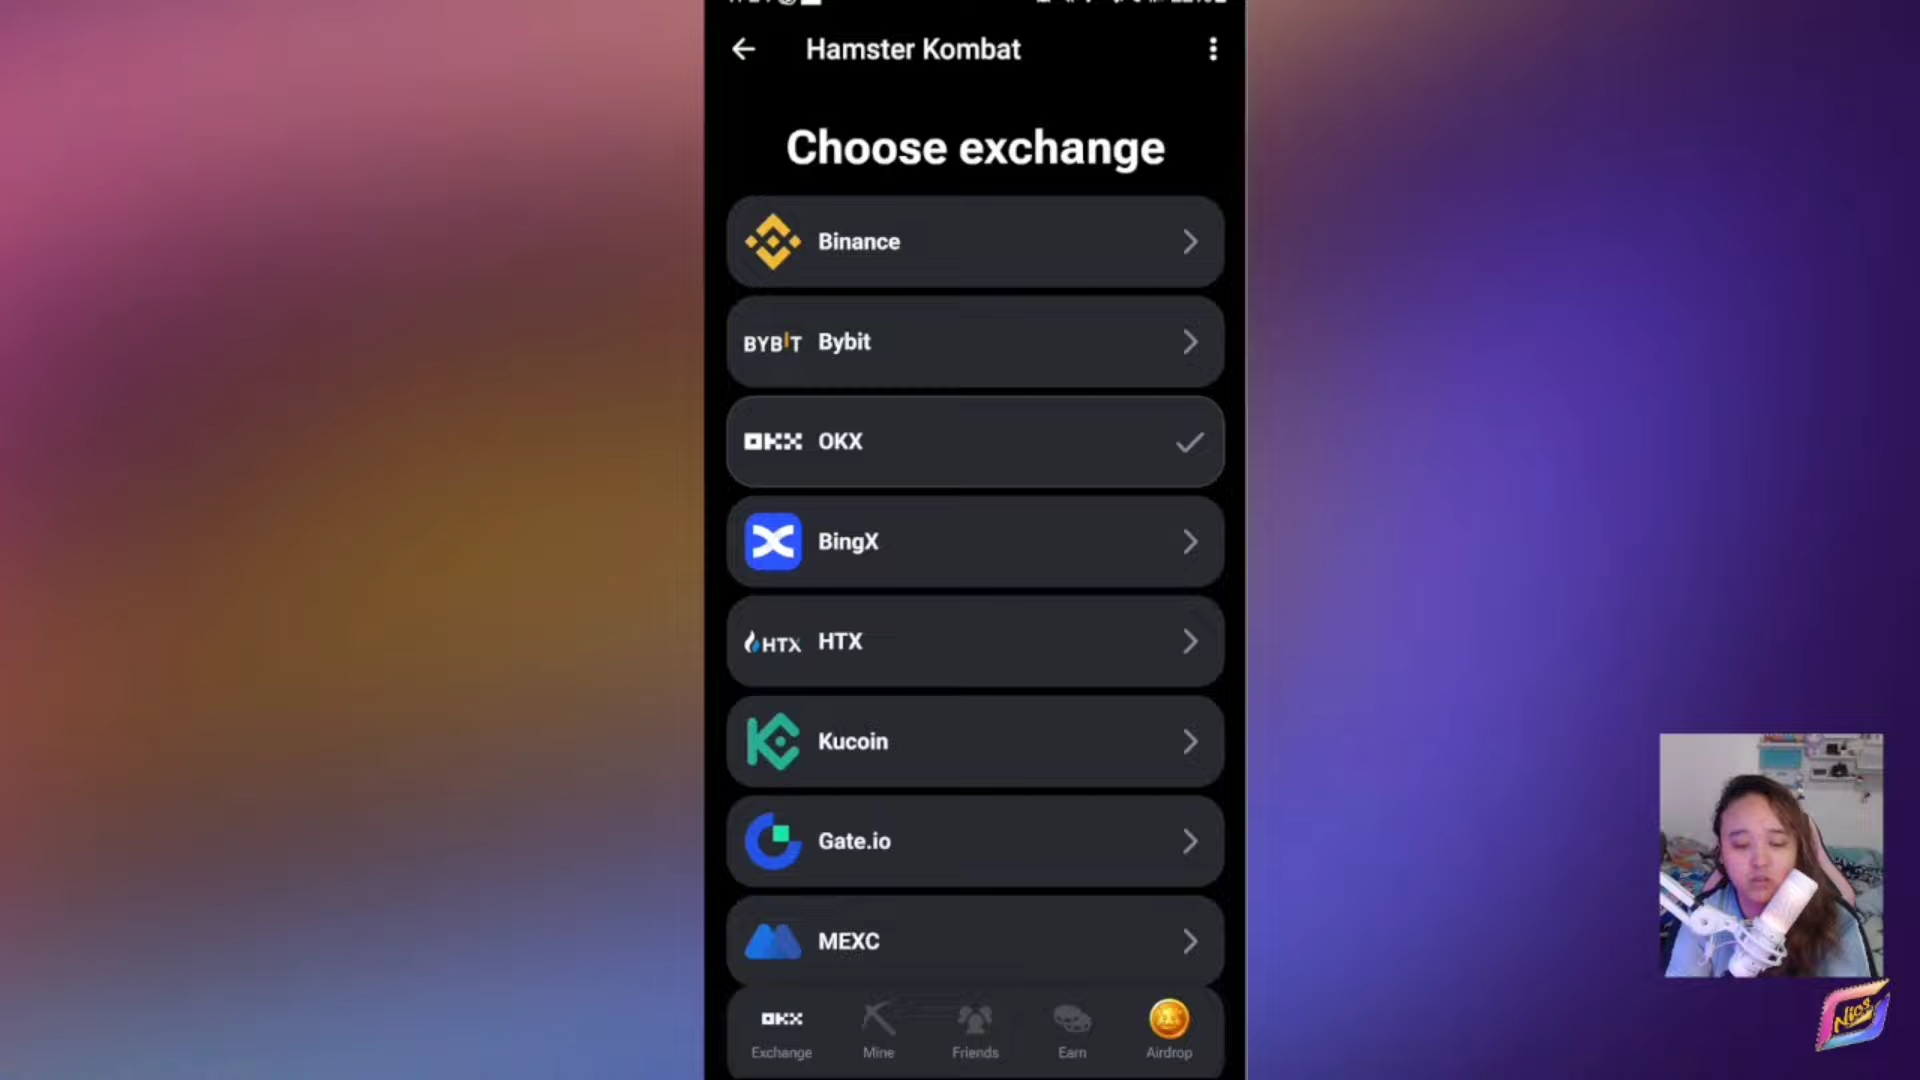 Hamster Kombat
Choose exchange
Binance
BYBIT Bybit
OKX OKX
BingX
HTX HTX
Kucoin
Gate.io
MEXC
OKX
Exchange Mine Friends Earn Airdrop